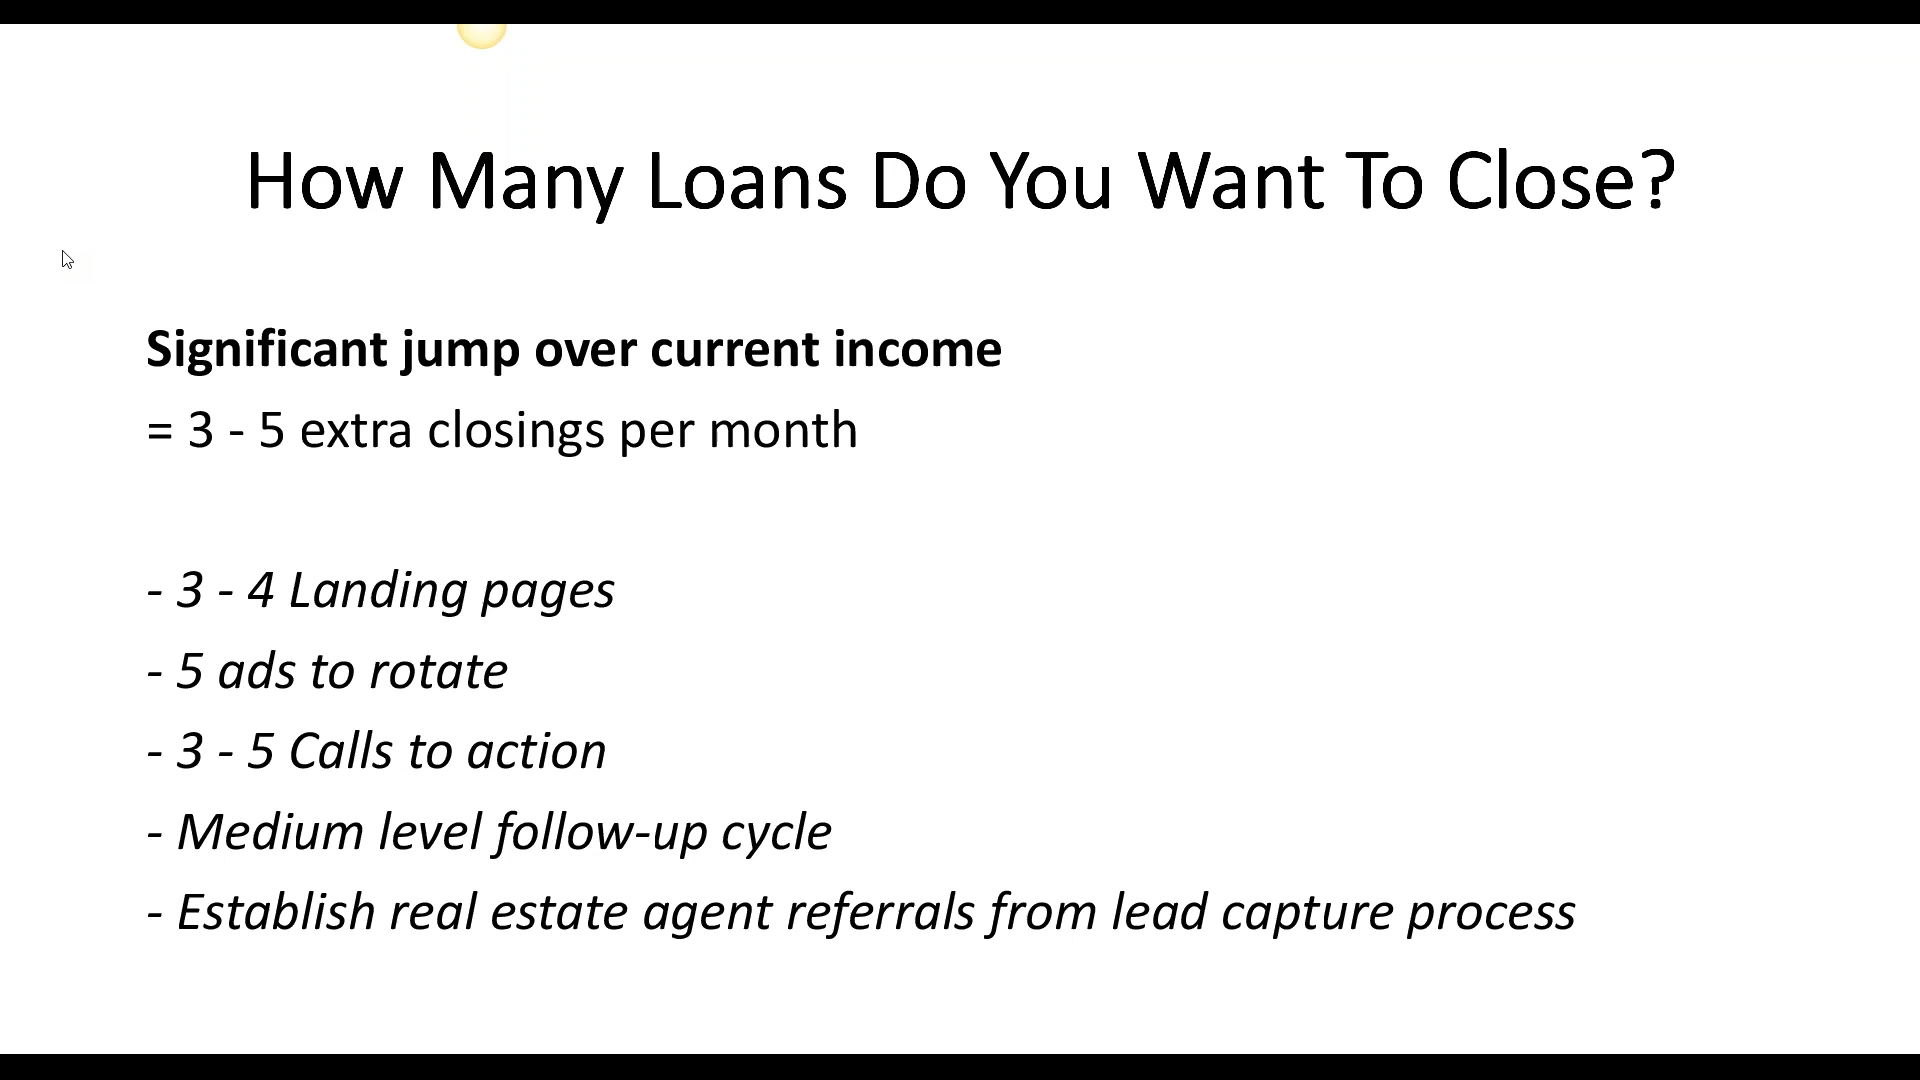 How Many Loans Do You Want To Close?
Significant jump over current income
= 3 - 5 extra closings per month
- 3 - 4 Landing pages
- 5 ads to rotate
- 3 - 5 Calls to action
- Medium level follow-up cycle
- Establish real estate agent referrals from lead capture process